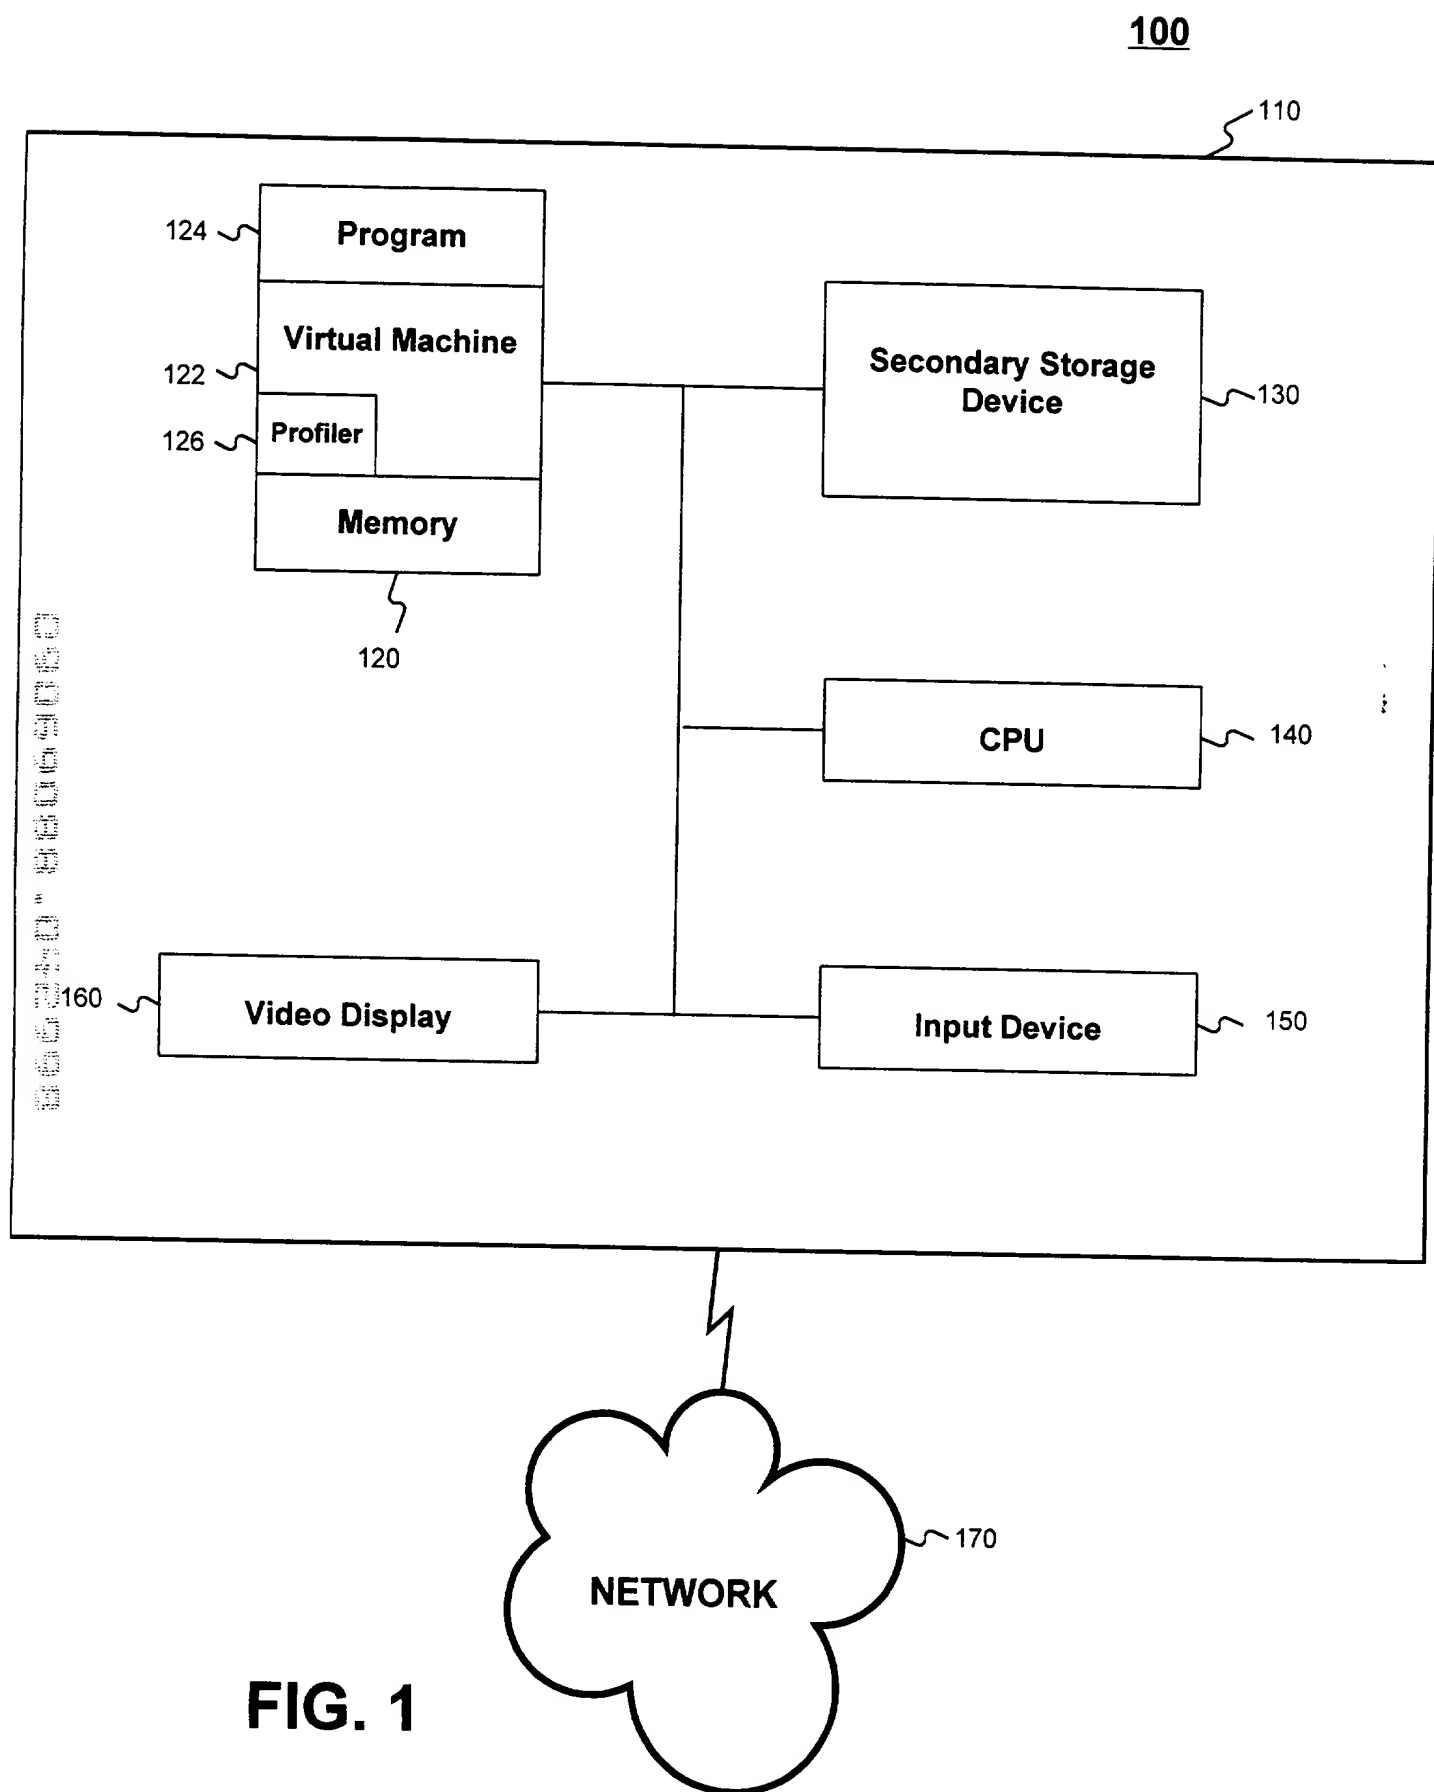 100
110
124
Program
Virtual Machine
122
Secondary Storage
Device
130
126
Profiler
Memory
120
CPU
140
160
Video Display
Input Device
150
170
NETWORK
FIG. 1